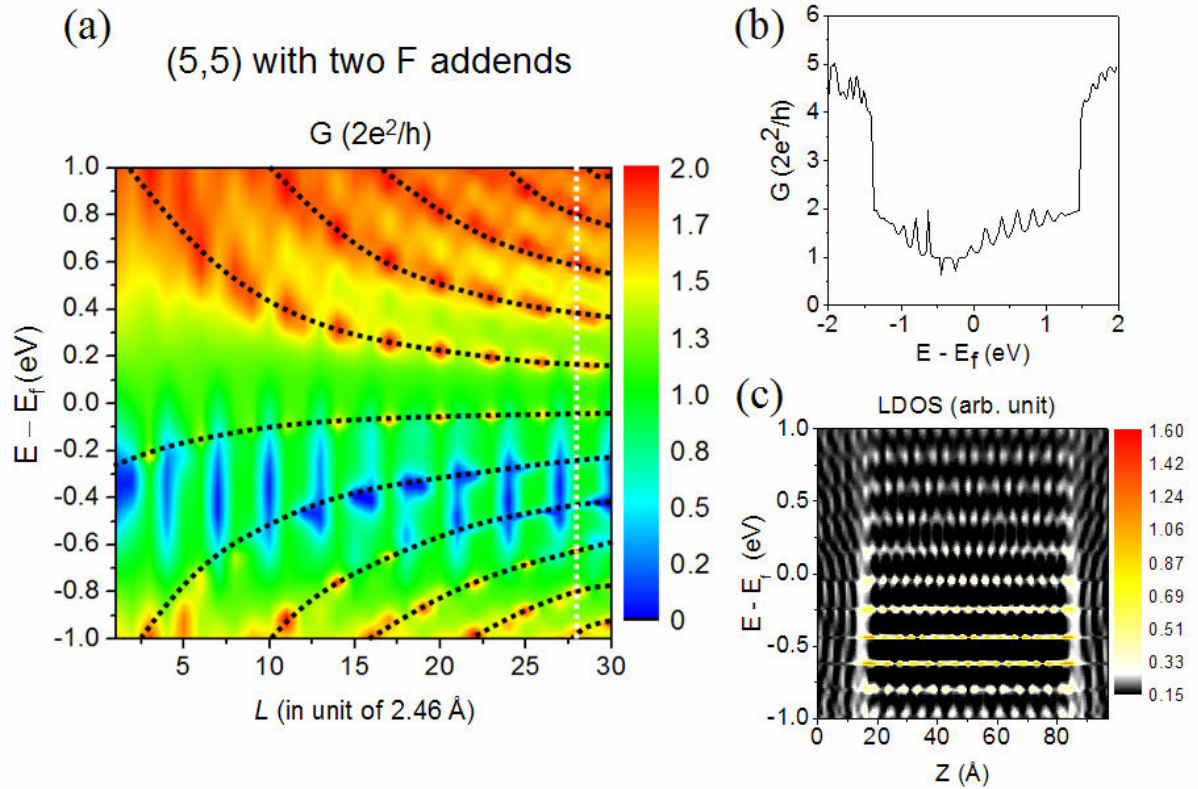 (a)
(5,5) with two F addends
G (2e²/h)
1.0
0.8
0.6
0.4
0.2
0.0
-0.2
-0.4
-0.6
-0.8
-1.0
E – E_f (eV)
5 10 15 20 25 30
L (in unit of 2.46 Å)
2.0
1.7
1.5
1.3
1.0
0.8
0.5
0.2
0
(b)
6
5
4
3
2
1
0
G (2e²/h)
-2 -1 0 1 2
E - E_f (eV)
(c)
LDOS (arb. unit)
1.0
0.5
0.0
-0.5
-1.0
E - E_f (eV)
0 20 40 60 80
Z (Å)
1.60
1.42
1.24
1.06
0.87
0.69
0.51
0.33
0.15